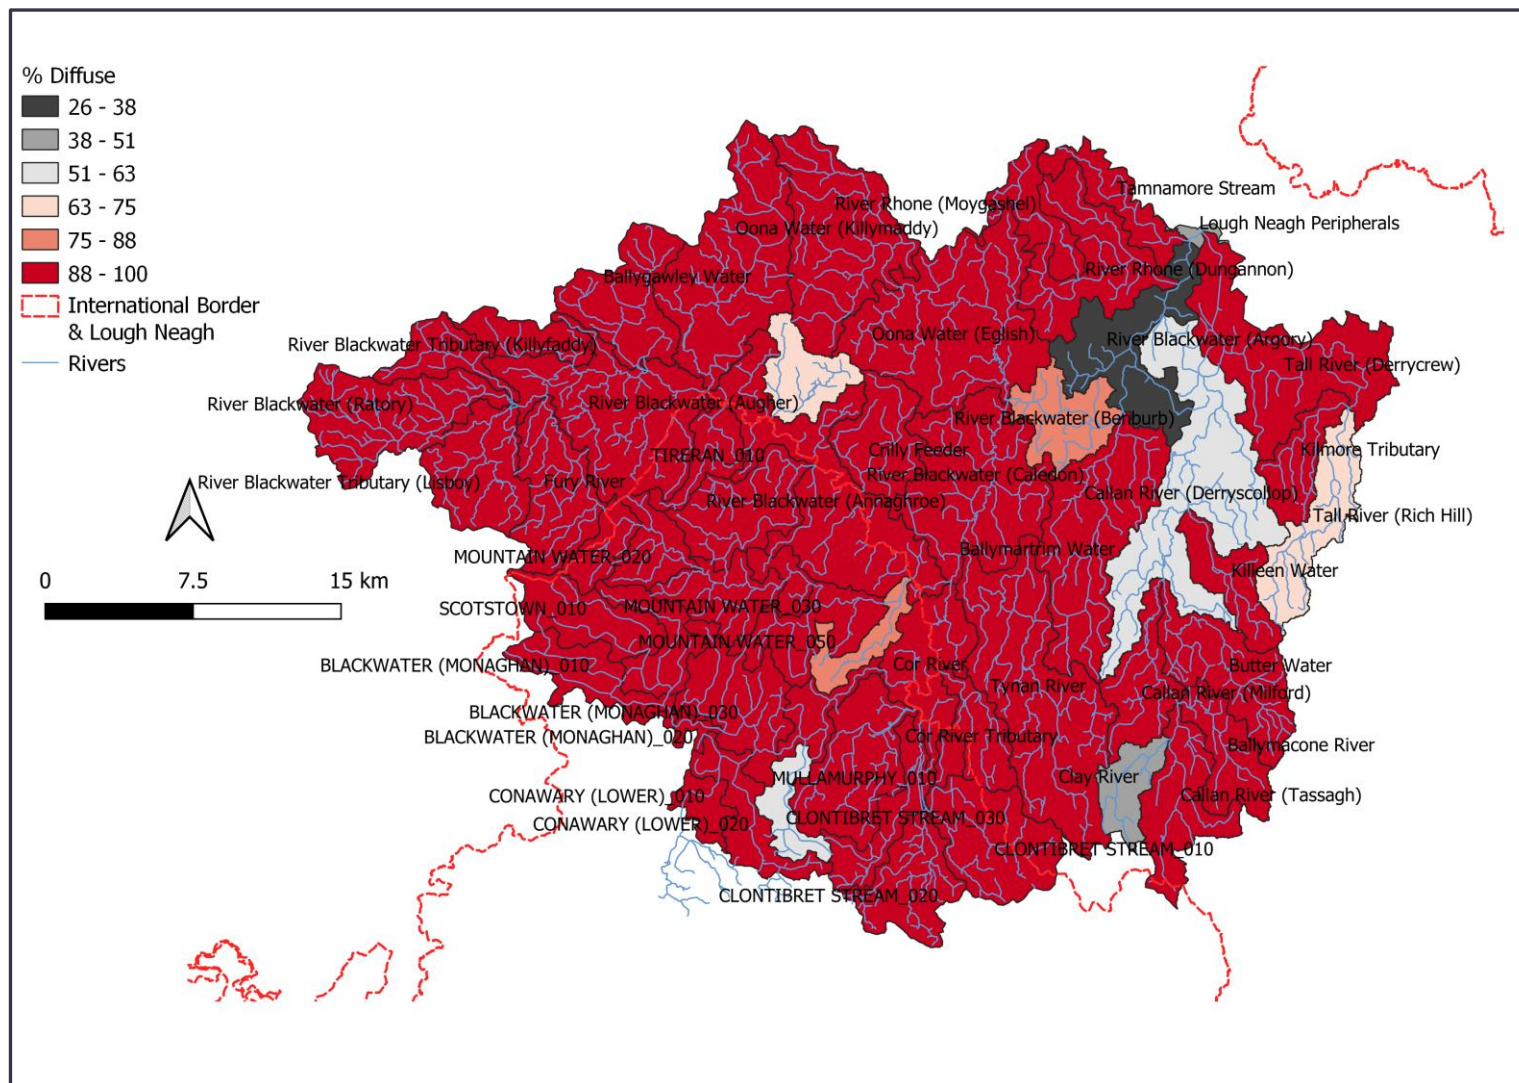 % Diffuse
26 - 38
38 - 51
51 - 63
63 - 75
75 - 88
88 - 100
International Border
& Lough Neagh
Rivers
0 7.5 15 km
Tamnamore Stream
River Rhone (Moygashel)
Lough Neagh Peripherals
Oona Water (Killymaddy)
River Rhone (Dungannon)
Ballygawley Water
Oona Water (Eglish)
River Blackwater (Argory)
River Blackwater Tributary (Killyfaddy)
Tall River (Derrycrew)
River Blackwater (Ratory)
River Blackwater (Augher)
River Blackwater (Benburb)
Crilly Feeder
Kilmore Tributary
TIRERAN_010
River Blackwater (Caledon)
River Blackwater Tributary (Lisboy)
Fury River
Callan River (Derryscollop)
River Blackwater (Annaghroe)
Tall River (Rich Hill)
Ballymartrim Water
MOUNTAIN WATER_020
Killeen Water
SCOTSTOWN_010
MOUNTAIN WATER_030
MOUNTAIN WATER_050
BLACKWATER (MONAGHAN)_010
Cor River
Butter Water
Tynan River
Callan River (Milford)
BLACKWATER (MONAGHAN)_030
BLACKWATER (MONAGHAN)_020
Cor River Tributary
Ballymacone River
MULLAMURPHY_010
Clay River
CONAWARY (LOWER)_010
Callan River (Tassagh)
CLONTIBRET STREAM_030
CONAWARY (LOWER)_020
CLONTIBRET STREAM_010
CLONTIBRET STREAM_020